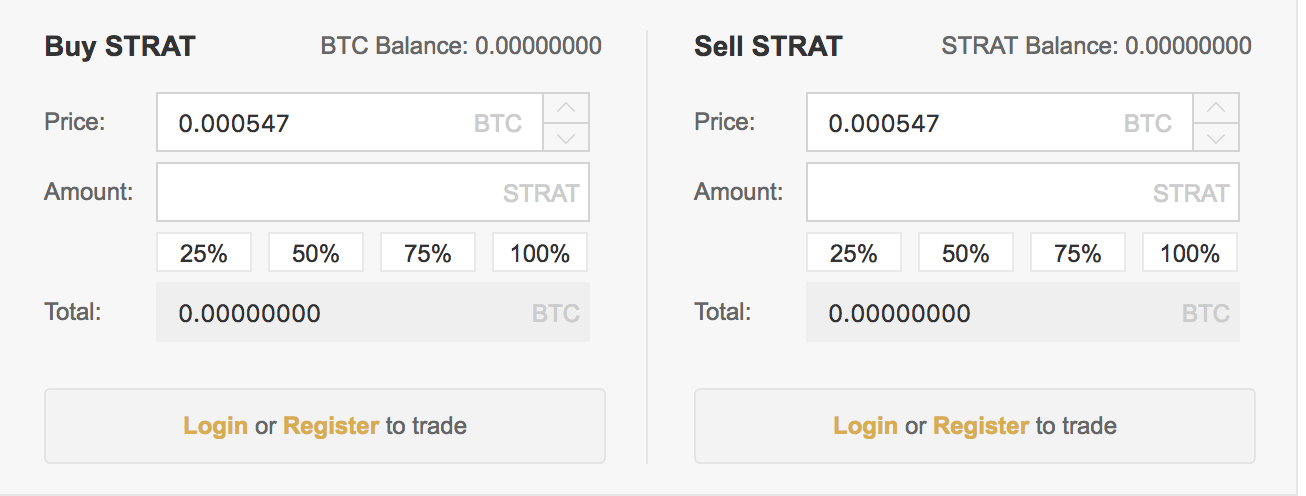 Buy STRAT BTC Balance: 0.00000000
Price: 0.000547 BTC
Amount: STRAT
25% 50% 75% 100%
Total: 0.00000000 BTC
Login or Register to trade
Sell STRAT STRAT Balance: 0.00000000
Price: 0.000547 BTC
Amount: STRAT
25% 50% 75% 100%
Total: 0.00000000 BTC
Login or Register to trade